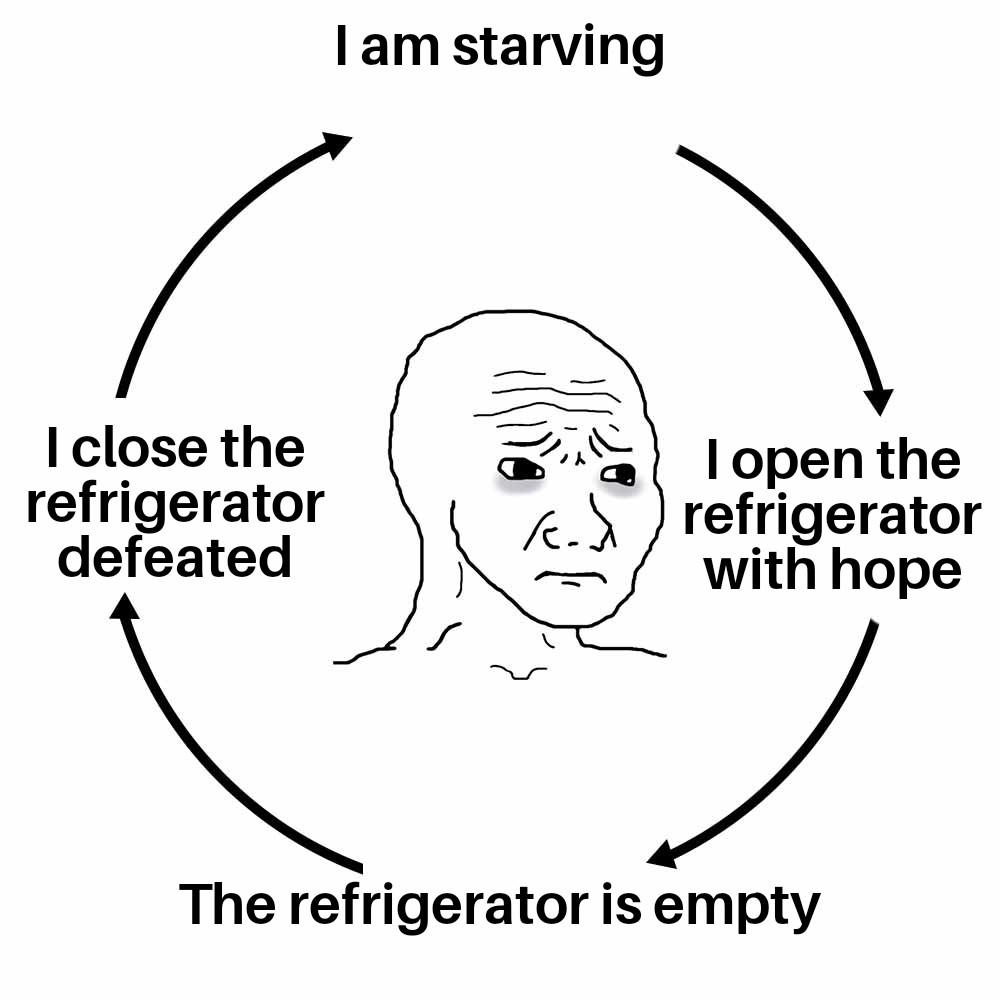 I am starving
I open the
refrigerator
with hope
The refrigerator is empty
I close the
refrigerator
defeated